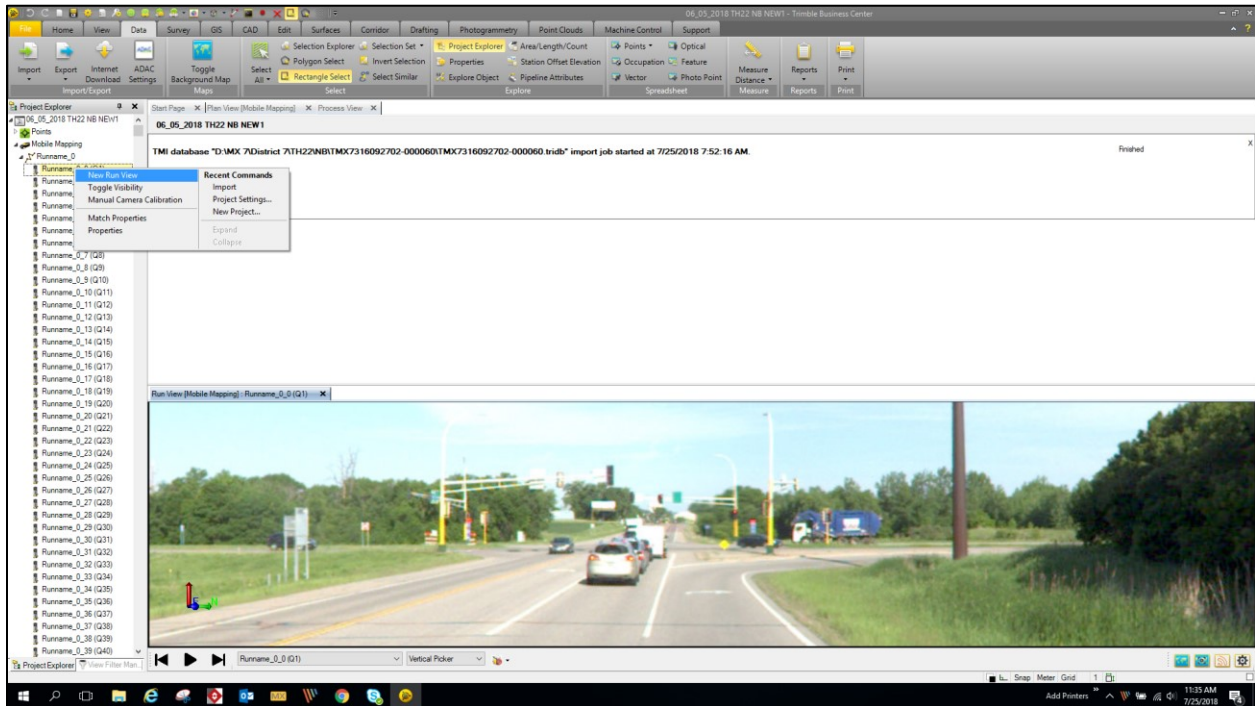 06_05_2018 TH22 NB NEW1 - Trimble Business Center
File Home View Data Survey GIS CAD Edit Surfaces Corridor Drafting Photogrammetry Point Clouds Machine Control Support
Import Export Internet Download ADAC Settings
Import/Export
Toggle Background Map
Maps
Select All
Selection Explorer Selection Set
Polygon Select Invert Selection
Rectangle Select Select Similar
Select
Project Explorer Area/Length/Count
Properties Station Offset Elevation
Explore Object Pipeline Attributes
Explore
Points Optical
Occupation Feature
Vector Photo Point
Spreadsheet
Measure Distance
Measure
Reports
Reports
Print
Print
Project Explorer
Start Page Plan View [Mobile Mapping] Process View
06_05_2018 TH22 NB NEW1
06_05_2018 TH22 NB NEW1
TMI database "D:\MX 7\District 7\TH22\NB\TMX7316092702-000060\TMX7316092702-000060.tridb" import job started at 7/25/2018 7:52:16 AM.
Finished
Points
Mobile Mapping
Runname_0
New Run View
Toggle Visibility
Manual Camera Calibration
Match Properties
Properties
Recent Commands
Import
Project Settings...
New Project...
Expand
Collapse
Runname_0_7 (Q8)
Runname_0_8 (Q9)
Runname_0_9 (Q10)
Runname_0_10 (Q11)
Runname_0_11 (Q12)
Runname_0_12 (Q13)
Runname_0_13 (Q14)
Runname_0_14 (Q15)
Runname_0_15 (Q16)
Runname_0_16 (Q17)
Runname_0_17 (Q18)
Runname_0_18 (Q19)
Runname_0_19 (Q20)
Runname_0_20 (Q21)
Runname_0_21 (Q22)
Runname_0_22 (Q23)
Runname_0_23 (Q24)
Runname_0_24 (Q25)
Runname_0_25 (Q26)
Runname_0_26 (Q27)
Runname_0_27 (Q28)
Runname_0_28 (Q29)
Runname_0_29 (Q30)
Runname_0_30 (Q31)
Runname_0_31 (Q32)
Runname_0_32 (Q33)
Runname_0_33 (Q34)
Runname_0_34 (Q35)
Runname_0_35 (Q36)
Runname_0_36 (Q37)
Runname_0_37 (Q38)
Runname_0_38 (Q39)
Runname_0_39 (Q40)
Project Explorer View Filter Man...
Run View [Mobile Mapping] : Runname_0_0 (Q1)
Runname_0_0 (Q1) Vertical Picker
Snap Meter Grid 1
Add Printers
11:35 AM
7/25/2018